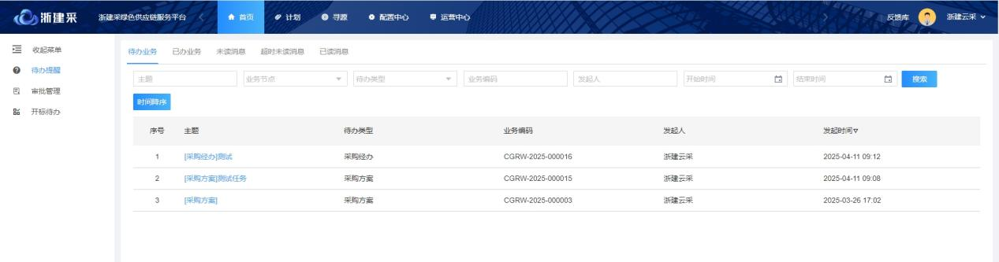 浙建采 浙建采绿色供应链服务平台 首页 计划 寻源 配置中心 运营中心 反馈库 浙建云采
收起菜单
待办提醒
审批管理
开标待办
待办业务 已办业务 未读消息 超时未读消息 已读消息
主题 业务节点 待办类型 业务编码 发起人 开始时间 结束时间 搜索
时间降序
序号 主题 待办类型 业务编码 发起人 发起时间▽
1 [采购经办]测试 采购经办 CGRW-2025-000016 浙建云采 2025-04-11 09:12
2 [采购方案]测试任务 采购方案 CGRW-2025-000015 浙建云采 2025-04-11 09:08
3 [采购方案] 采购方案 CGRW-2025-000003 浙建云采 2025-03-26 17:02